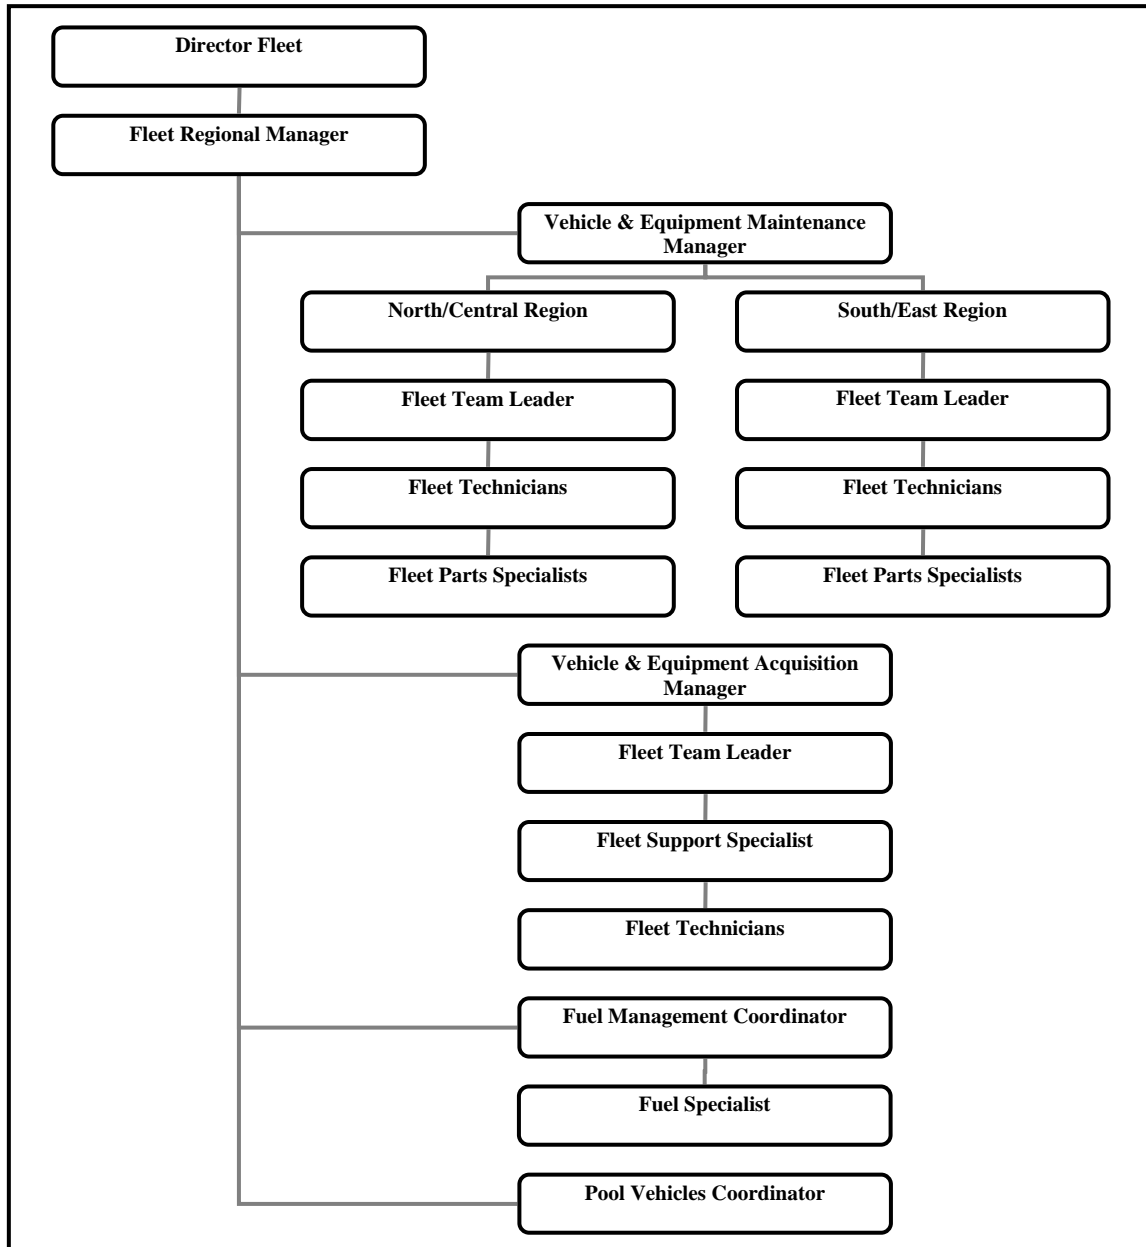 Director Fleet
Fleet Regional Manager
Vehicle & Equipment Maintenance
Manager
North/Central Region
South/East Region
Fleet Team Leader
Fleet Team Leader
Fleet Technicians
Fleet Technicians
Fleet Parts Specialists
Fleet Parts Specialists
Vehicle & Equipment Acquisition
Manager
Fleet Team Leader
Fleet Support Specialist
Fleet Technicians
Fuel Management Coordinator
Fuel Specialist
Pool Vehicles Coordinator